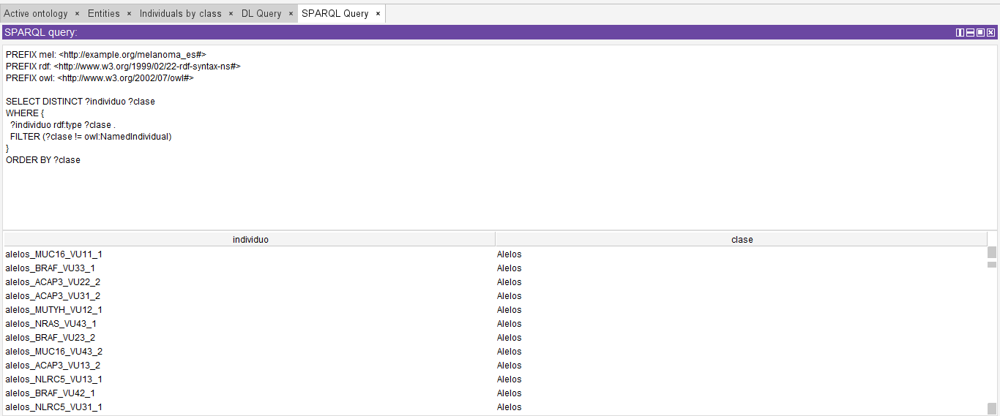 Active ontology × Entities × Individuals by class × DL Query × SPARQL Query ×
SPARQL query:
PREFIX mel: <http://example.org/melanoma_es#>
PREFIX rdf: <http://www.w3.org/1999/02/22-rdf-syntax-ns#>
PREFIX owl: <http://www.w3.org/2002/07/owl#>
SELECT DISTINCT ?individuo ?clase
WHERE {
?individuo rdf:type ?clase .
FILTER (?clase != owl:NamedIndividual)
}
ORDER BY ?clase
individuo clase
alelos_MUC16_VU11_1 Alelos
alelos_BRAF_VU33_1 Alelos
alelos_ACAP3_VU22_2 Alelos
alelos_ACAP3_VU31_2 Alelos
alelos_MUTYH_VU12_1 Alelos
alelos_NRAS_VU43_1 Alelos
alelos_BRAF_VU23_2 Alelos
alelos_MUC16_VU43_2 Alelos
alelos_ACAP3_VU13_2 Alelos
alelos_NLRC5_VU13_1 Alelos
alelos_BRAF_VU42_1 Alelos
alelos_NLRC5_VU31_1 Alelos